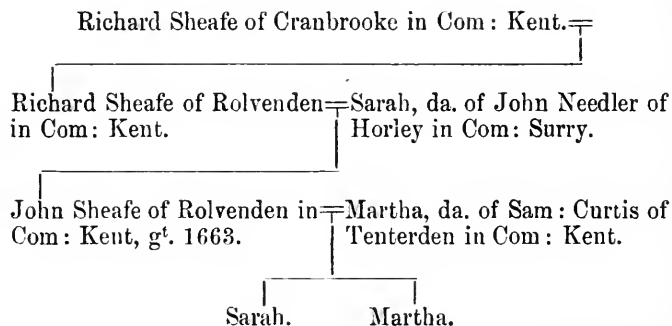 Richard Sheafe of Cranbrooke in Com: Kent.=
Richard Sheafe of Rolvenden=Sarah, da. of John Needler of
in Com: Kent. Horley in Com: Surry.
John Sheafe of Rolvenden in=Martha, da. of Sam: Curtis of
Com: Kent, gᵗ. 1663. Tenterden in Com: Kent.
Sarah. Martha.